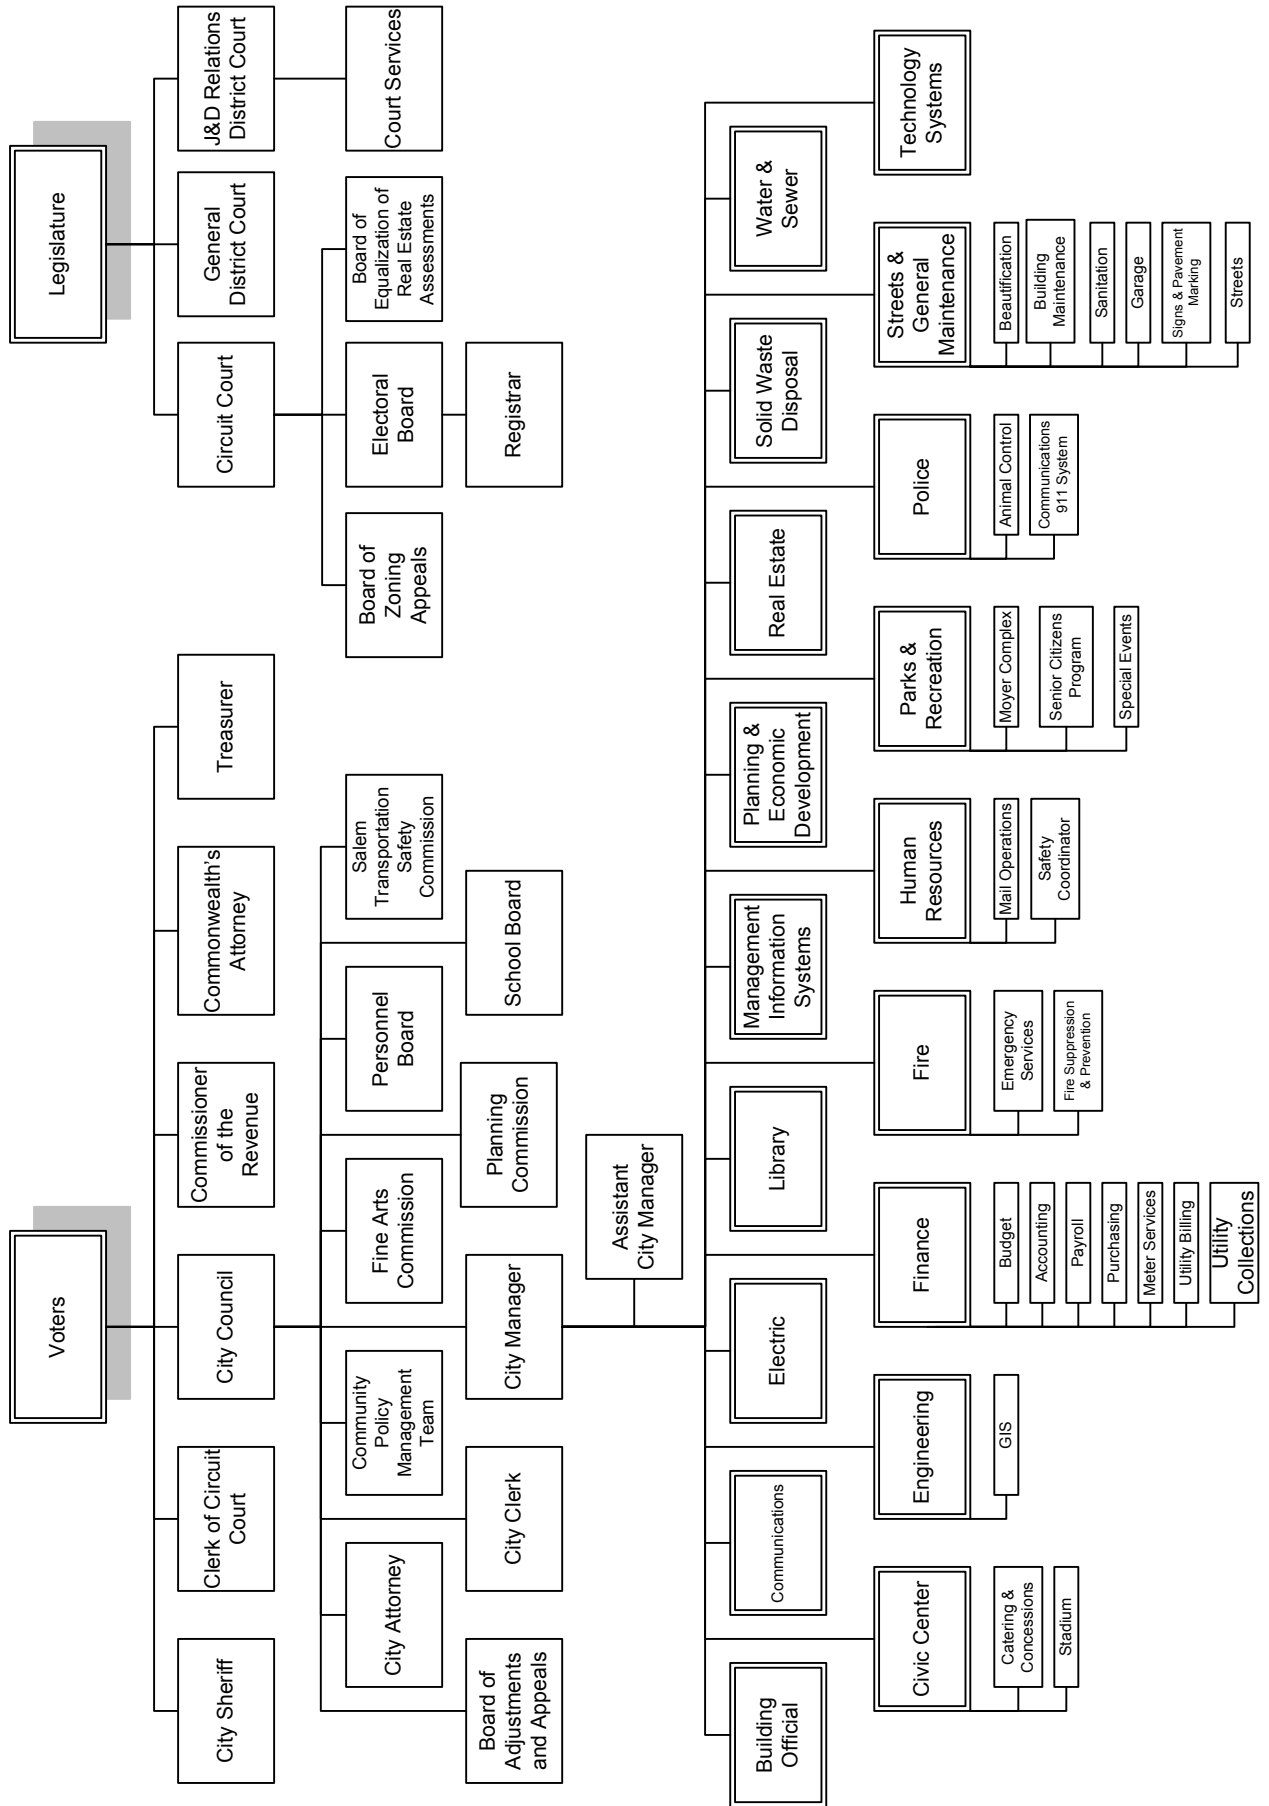 Voters
Legislature
City Sheriff
Clerk of Circuit
Court
City Council
Commissioner
of the
Revenue
Commonwealth's
Attorney
Treasurer
Circuit Court
General
District Court
J&D Relations
District Court
City Attorney
Community
Policy
Management
Team
Fine Arts
Commission
Personnel
Board
Salem
Transportation
Safety
Commission
Board of
Zoning
Appeals
Electoral
Board
Board of
Equalization of
Real Estate
Assessments
Court Services
Board of
Adjustments
and Appeals
City Clerk
City Manager
Planning
Commission
School Board
Registrar
Assistant
City Manager
Building
Official
Communications
Electric
Library
Management
Information
Systems
Planning &
Economic
Development
Real Estate
Solid Waste
Disposal
Water &
Sewer
Civic Center
Engineering
Finance
Fire
Human
Resources
Parks &
Recreation
Police
Streets &
General
Maintenance
Technology
Systems
Catering &
Concessions
Stadium
GIS
Budget
Accounting
Payroll
Purchasing
Meter Services
Utility Billing
Utility
Collections
Emergency
Services
Fire Suppression
& Prevention
Mail Operations
Safety
Coordinator
Moyer Complex
Senior Citizens
Program
Special Events
Animal Control
Communications
911 System
Beautification
Building
Maintenance
Sanitation
Garage
Signs & Pavement
Marking
Streets